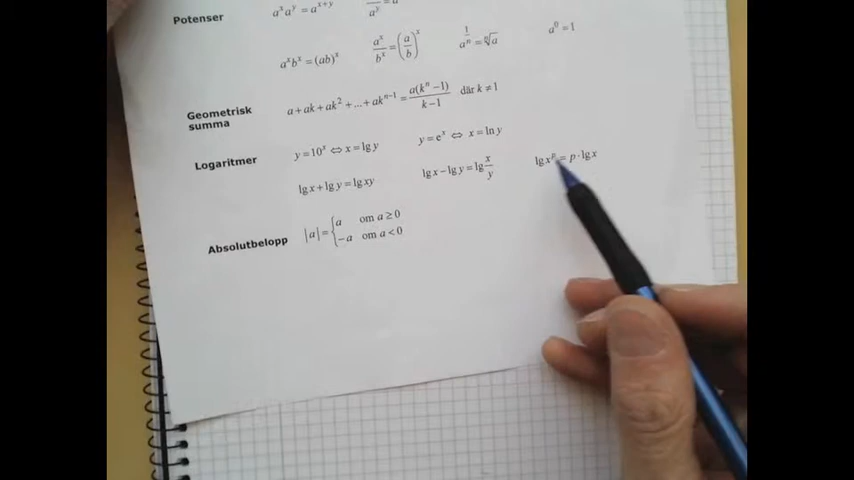 Potenser a^x a^y = a^{x+y} a^y
a^x b^x = (ab)^x a^x/b^x = (a/b)^x a^{1/n} = ⁿ√a a^0 = 1
Geometrisk summa a + ak + ak^2 + ... + ak^{n-1} = a(k^n − 1)/(k − 1) där k ≠ 1
Logaritmer y = 10^x ⇔ x = lg y y = e^x ⇔ x = ln y
lg x + lg y = lg xy lg x − lg y = lg x/y lg x^p = p · lg x
Absolutbelopp |a| = { a om a ≥ 0
−a om a < 0